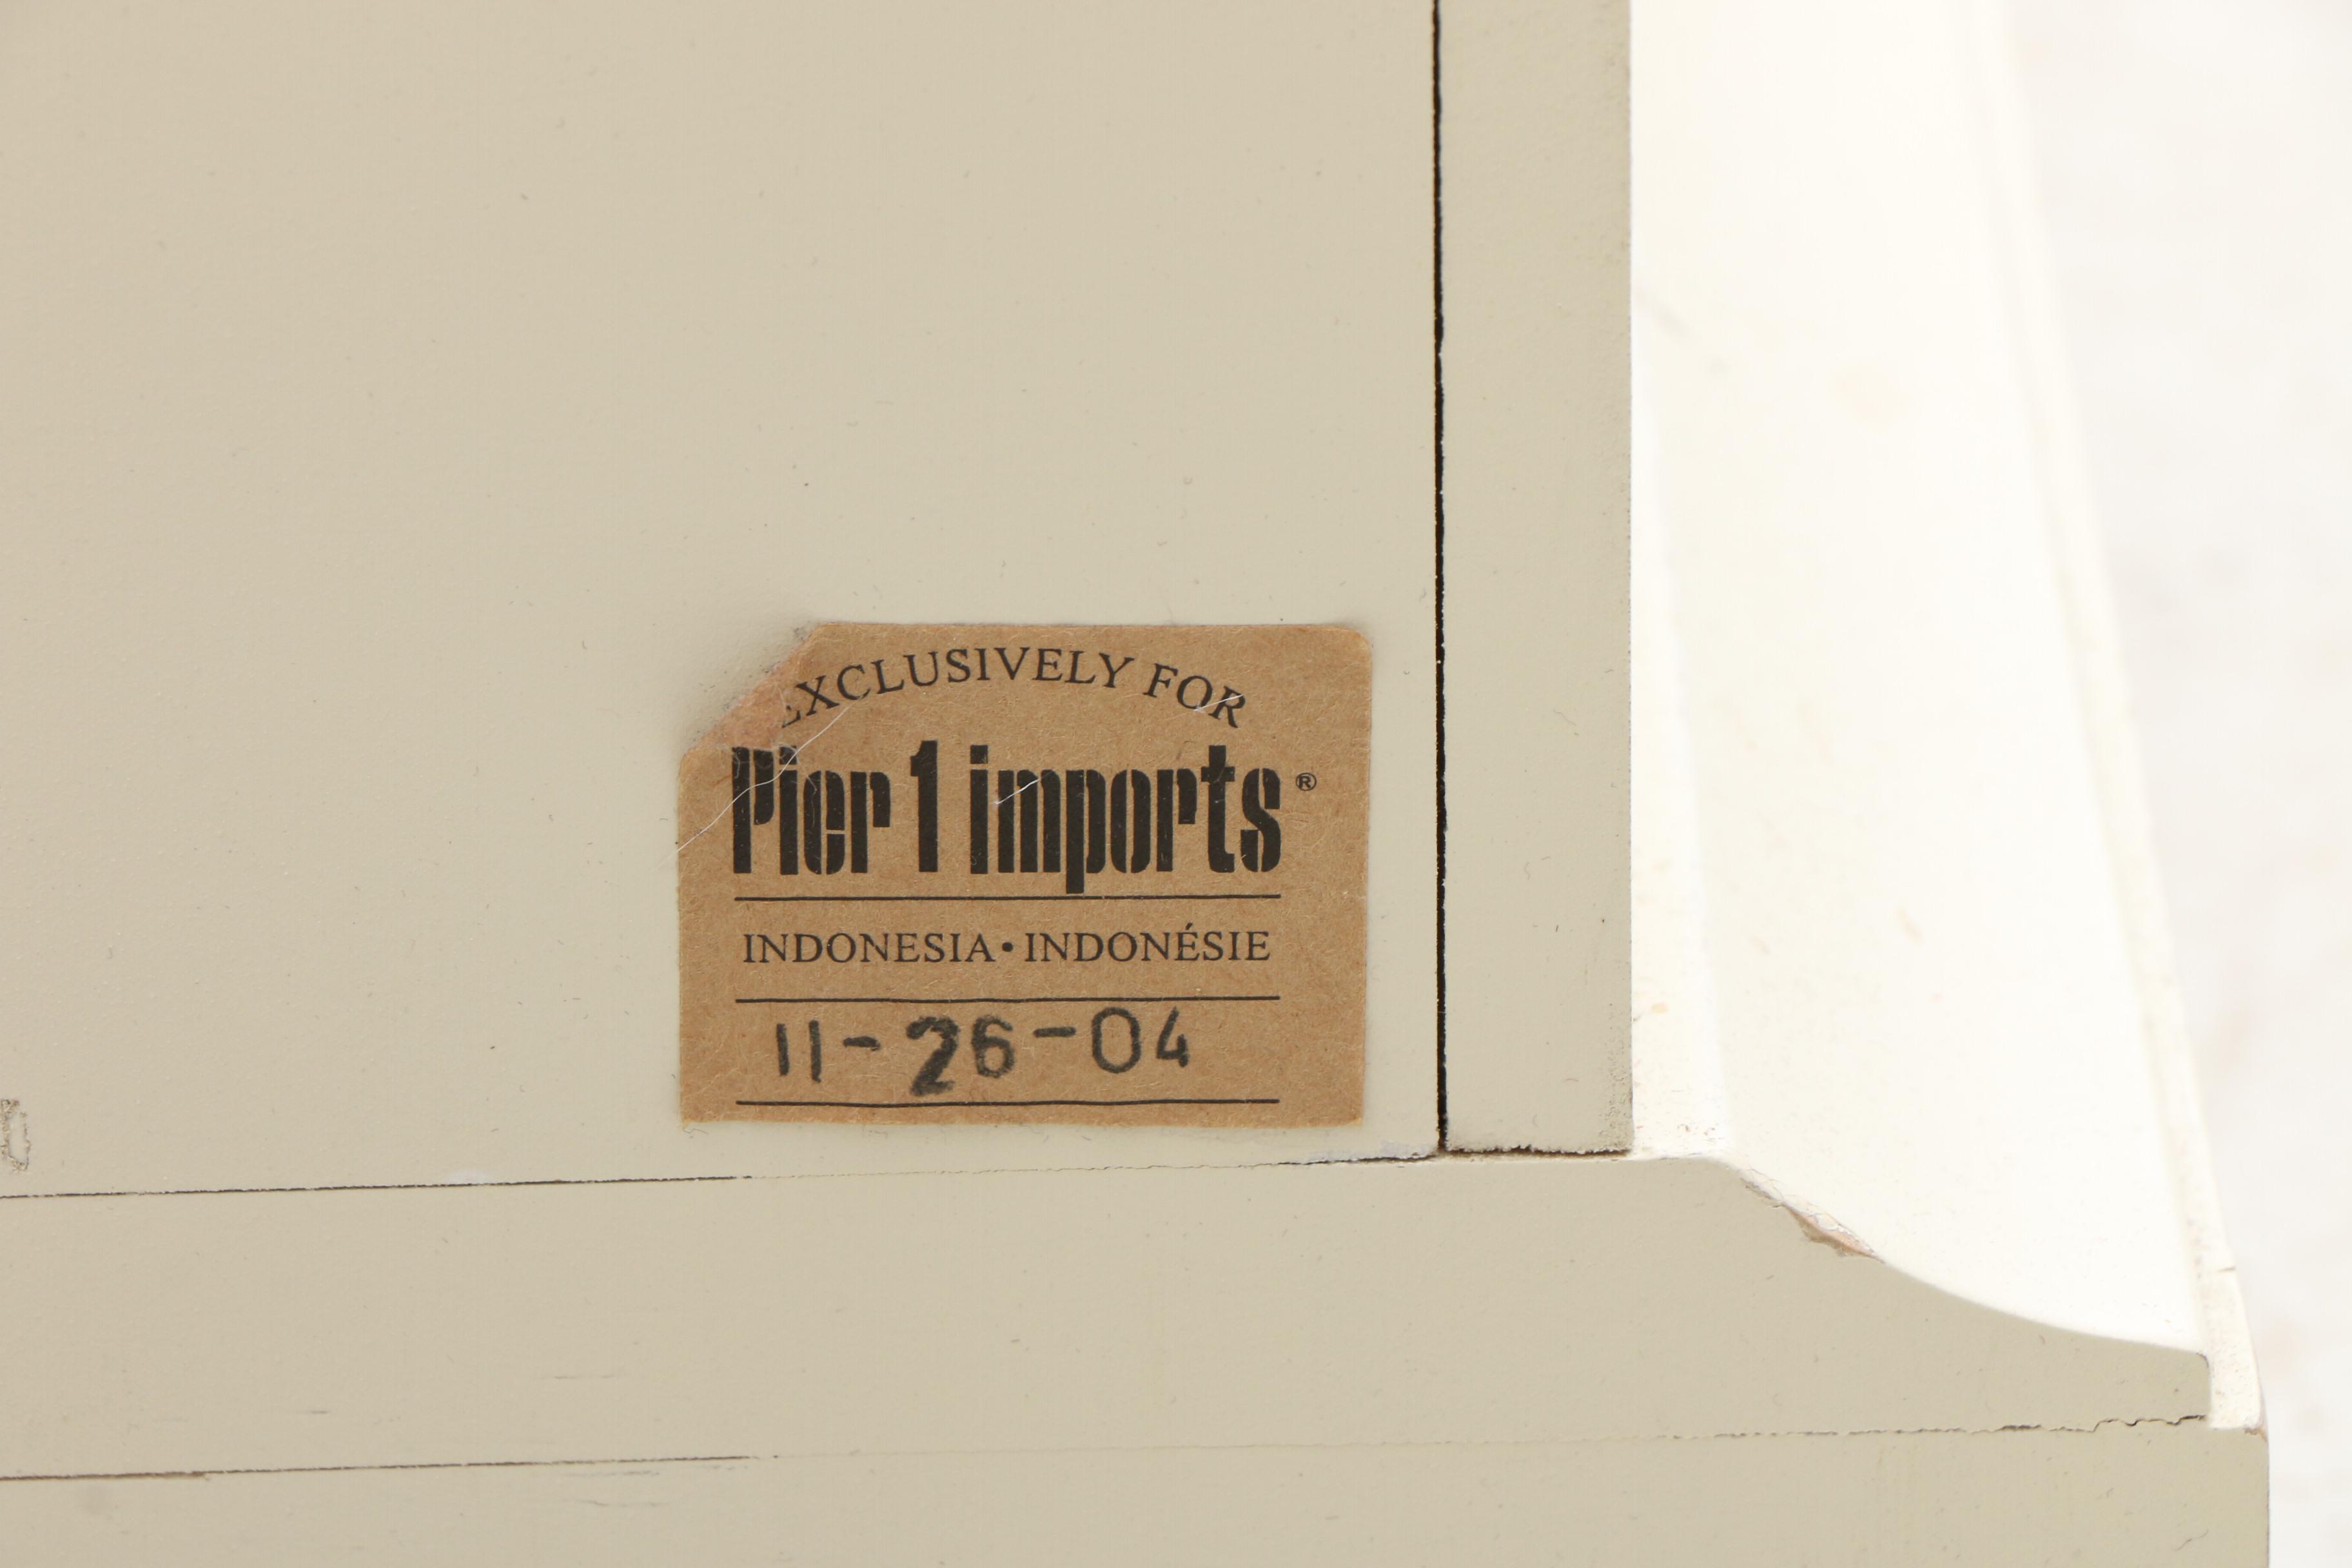 EXCLUSIVELY FOR
Pier 1 imports®
INDONESIA • INDONÉSIE
11-26-04